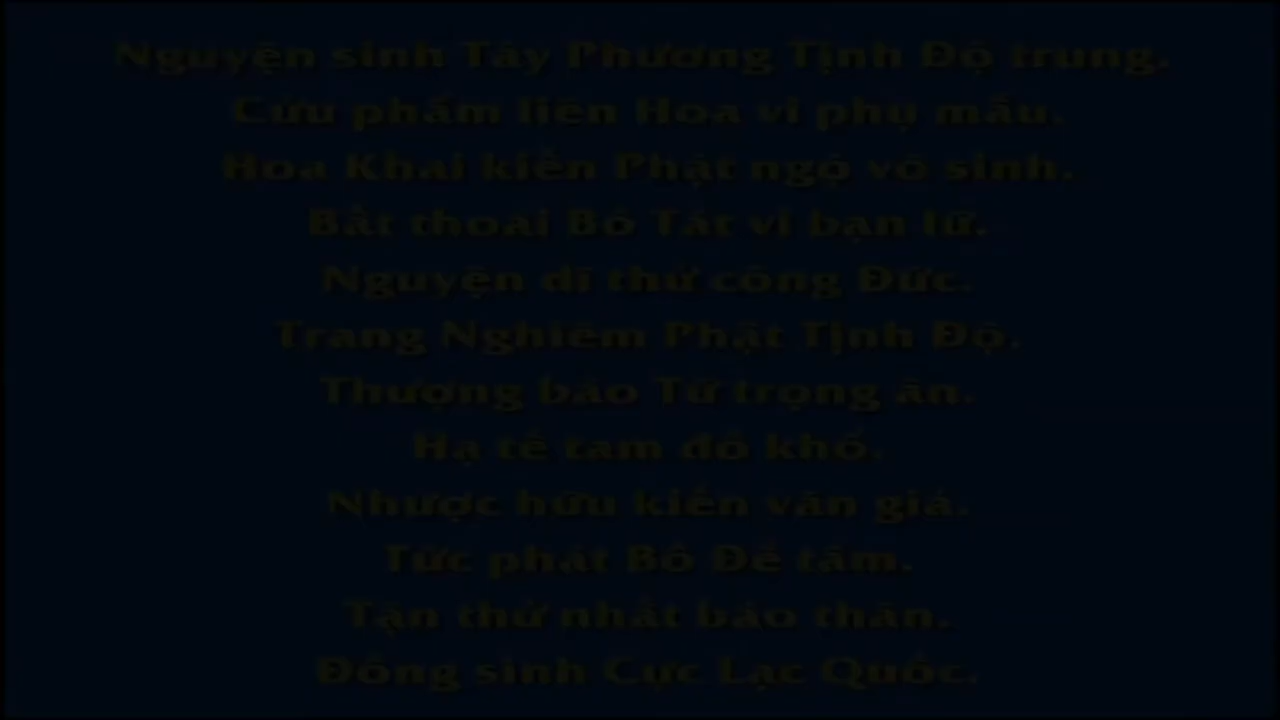 Nguyện sinh Tây Phương Tịnh Độ trung.
Cửu phẩm liên Hoa vi phụ mẫu.
Hoa Khai kiến Phật ngộ vô sinh.
Bất thoái Bồ Tát vi bạn lữ.
Nguyện dĩ thử công Đức.
Trang Nghiêm Phật Tịnh Độ.
Thượng báo Tứ trọng ân.
Hạ tế tam đồ khổ.
Nhược hữu kiến văn giả.
Tức phát Bồ Đề tâm.
Tận thử nhất báo thân.
Đồng sinh Cực Lạc Quốc.